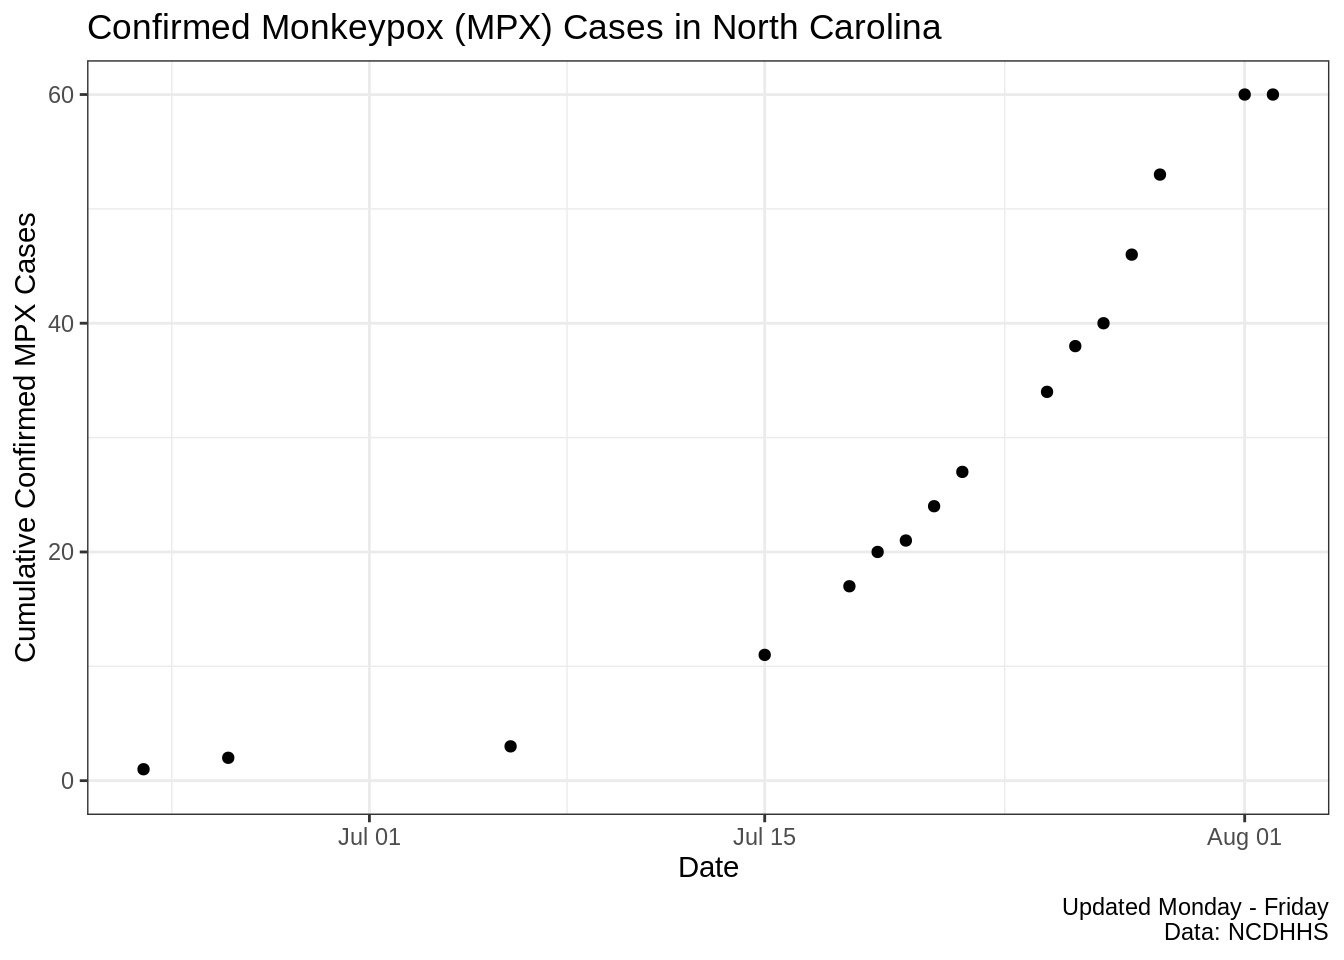 Confirmed Monkeypox (MPX) Cases in North Carolina
Cumulative Confirmed MPX Cases
60
40
20
0
Jul 01
Jul 15
Aug 01
Date
Updated Monday - Friday
Data: NCDHHS